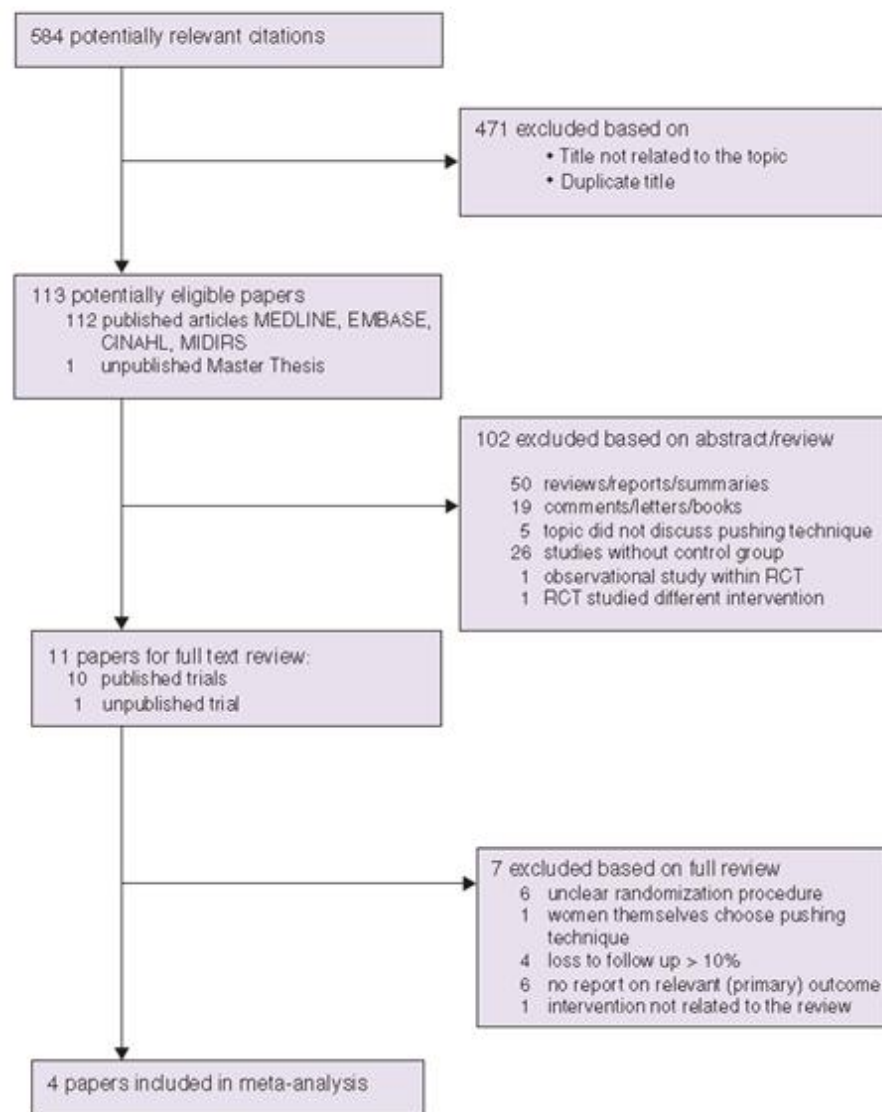 584 potentially relevant citations
471 excluded based on
• Title not related to the topic
• Duplicate title
113 potentially eligible papers
112 published articles MEDLINE, EMBASE,
CINAHL, MIDIRS
1 unpublished Master Thesis
102 excluded based on abstract/review
50 reviews/reports/summaries
19 comments/letters/books
5 topic did not discuss pushing technique
26 studies without control group
1 observational study within RCT
1 RCT studied different intervention
11 papers for full text review:
10 published trials
1 unpublished trial
7 excluded based on full review
6 unclear randomization procedure
1 women themselves choose pushing
technique
4 loss to follow up > 10%
6 no report on relevant (primary) outcome
1 intervention not related to the review
4 papers included in meta-analysis